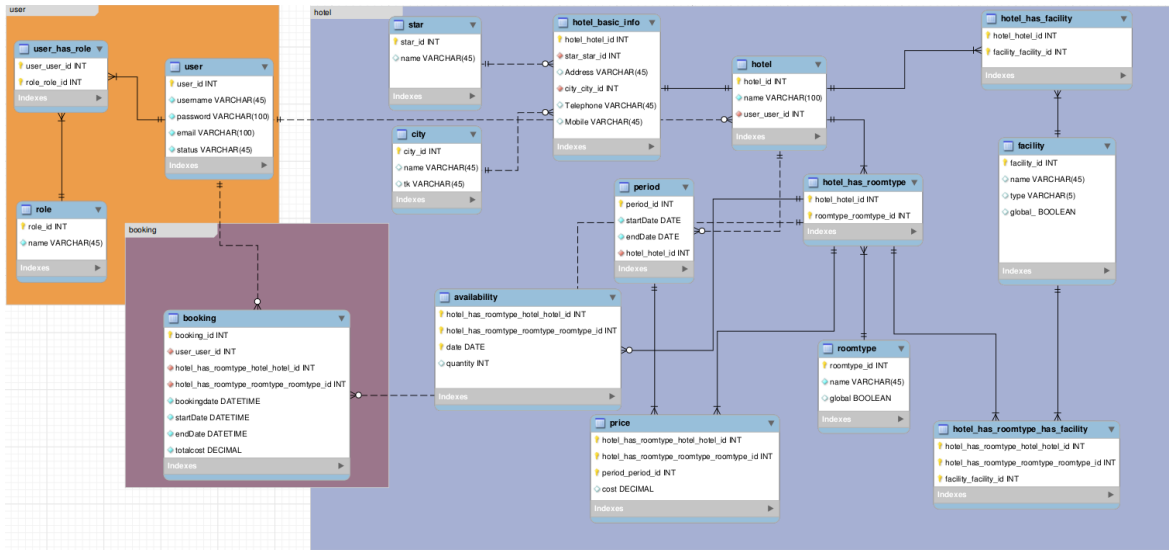 user
user_has_role
user_user_id INT
role_role_id INT
Indexes
user
user_id INT
username VARCHAR(45)
password VARCHAR(100)
email VARCHAR(100)
status VARCHAR(45)
Indexes
role
role_id INT
name VARCHAR(45)
Indexes
booking
booking
booking_id INT
user_user_id INT
hotel_has_roomtype_hotel_hotel_id INT
hotel_has_roomtype_roomtype_roomtype_id INT
bookingdate DATETIME
startDate DATETIME
endDate DATETIME
totalcost DECIMAL
Indexes
hotel
star
star_id INT
name VARCHAR(45)
Indexes
city
city_id INT
name VARCHAR(45)
tk VARCHAR(45)
Indexes
hotel_basic_info
hotel_hotel_id INT
star_star_id INT
Address VARCHAR(45)
city_city_id INT
Telephone VARCHAR(45)
Mobile VARCHAR(45)
Indexes
hotel
hotel_id INT
name VARCHAR(100)
user_user_id INT
Indexes
hotel_has_facility
hotel_hotel_id INT
facility_facility_id INT
Indexes
facility
facility_id INT
name VARCHAR(45)
type VARCHAR(5)
global_ BOOLEAN
Indexes
period
period_id INT
startDate DATE
endDate DATE
hotel_hotel_id INT
Indexes
hotel_has_roomtype
hotel_hotel_id INT
roomtype_roomtype_id INT
Indexes
availability
hotel_has_roomtype_hotel_hotel_id INT
hotel_has_roomtype_roomtype_roomtype_id INT
date DATE
quantity INT
Indexes
roomtype
roomtype_id INT
name VARCHAR(45)
global BOOLEAN
Indexes
price
hotel_has_roomtype_hotel_hotel_id INT
hotel_has_roomtype_roomtype_roomtype_id INT
period_period_id INT
cost DECIMAL
Indexes
hotel_has_roomtype_has_facility
hotel_has_roomtype_hotel_hotel_id INT
hotel_has_roomtype_roomtype_roomtype_id INT
facility_facility_id INT
Indexes